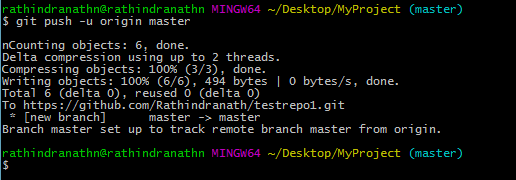 rathindranathn@rathindranathn MINGW64 ~/Desktop/MyProject (master)
$ git push -u origin master
nCounting objects: 6, done.
Delta compression using up to 2 threads.
Compressing objects: 100% (3/3), done.
Writing objects: 100% (6/6), 494 bytes | 0 bytes/s, done.
Total 6 (delta 0), reused 0 (delta 0)
To https://github.com/Rathindranath/testrepo1.git
 * [new branch]      master -> master
Branch master set up to track remote branch master from origin.
rathindranathn@rathindranathn MINGW64 ~/Desktop/MyProject (master)
$